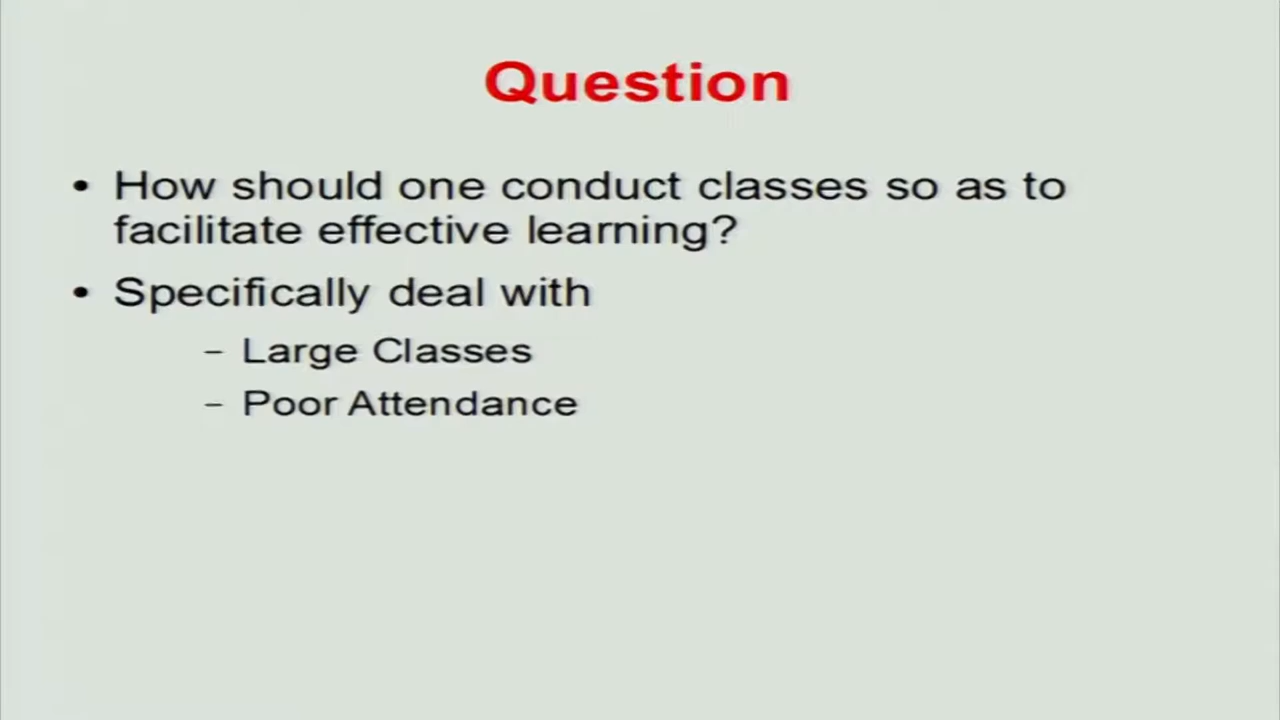 Question
• How should one conduct classes so as to
facilitate effective learning?
• Specifically deal with
– Large Classes
– Poor Attendance